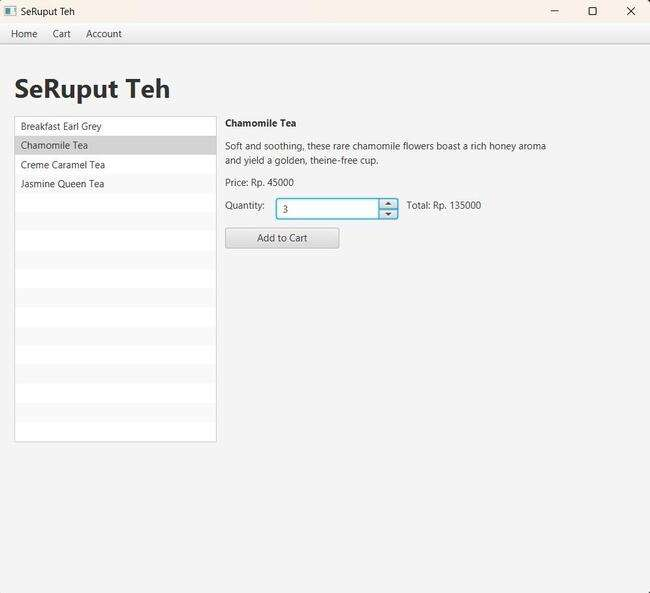 SeRuput Teh
Home Cart Account
SeRuput Teh
Breakfast Earl Grey
Chamomile Tea
Creme Caramel Tea
Jasmine Queen Tea
Chamomile Tea
Soft and soothing, these rare chamomile flowers boast a rich honey aroma
and yield a golden, theine-free cup.
Price: Rp. 45000
Quantity: 3 Total: Rp. 135000
Add to Cart